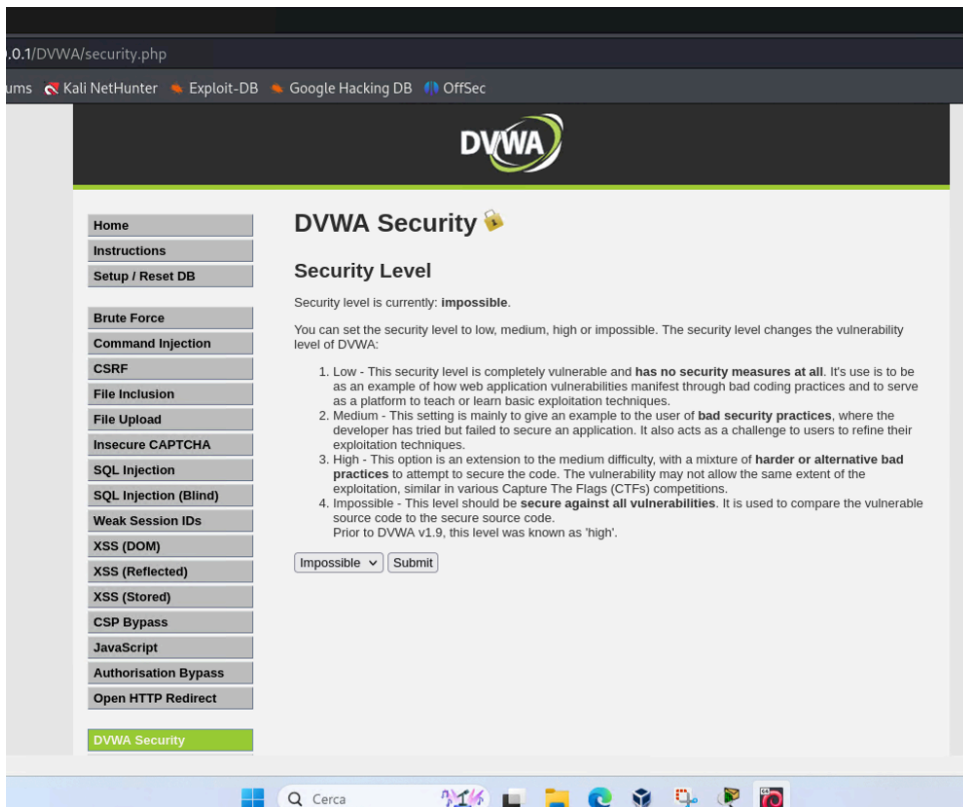 .0.1/DVWA/security.php
ums Kali NetHunter Exploit-DB Google Hacking DB OffSec
DVWA
Home
Instructions
Setup / Reset DB
Brute Force
Command Injection
CSRF
File Inclusion
File Upload
Insecure CAPTCHA
SQL Injection
SQL Injection (Blind)
Weak Session IDs
XSS (DOM)
XSS (Reflected)
XSS (Stored)
CSP Bypass
JavaScript
Authorisation Bypass
Open HTTP Redirect
DVWA Security
DVWA Security
Security Level
Security level is currently: impossible.
You can set the security level to low, medium, high or impossible. The security level changes the vulnerability
level of DVWA:
1. Low - This security level is completely vulnerable and has no security measures at all. It's use is to be
as an example of how web application vulnerabilities manifest through bad coding practices and to serve
as a platform to teach or learn basic exploitation techniques.
2. Medium - This setting is mainly to give an example to the user of bad security practices, where the
developer has tried but failed to secure an application. It also acts as a challenge to users to refine their
exploitation techniques.
3. High - This option is an extension to the medium difficulty, with a mixture of harder or alternative bad
practices to attempt to secure the code. The vulnerability may not allow the same extent of the
exploitation, similar in various Capture The Flags (CTFs) competitions.
4. Impossible - This level should be secure against all vulnerabilities. It is used to compare the vulnerable
source code to the secure source code.
Prior to DVWA v1.9, this level was known as 'high'.
Impossible Submit
Cerca